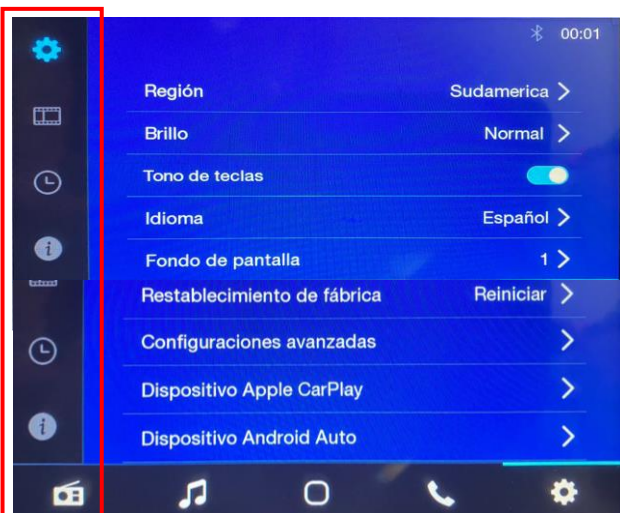 00:01
Región Sudamerica
Brillo Normal
Tono de teclas
Idioma Español
Fondo de pantalla 1
Restablecimiento de fábrica Reiniciar
Configuraciones avanzadas
Dispositivo Apple CarPlay
Dispositivo Android Auto